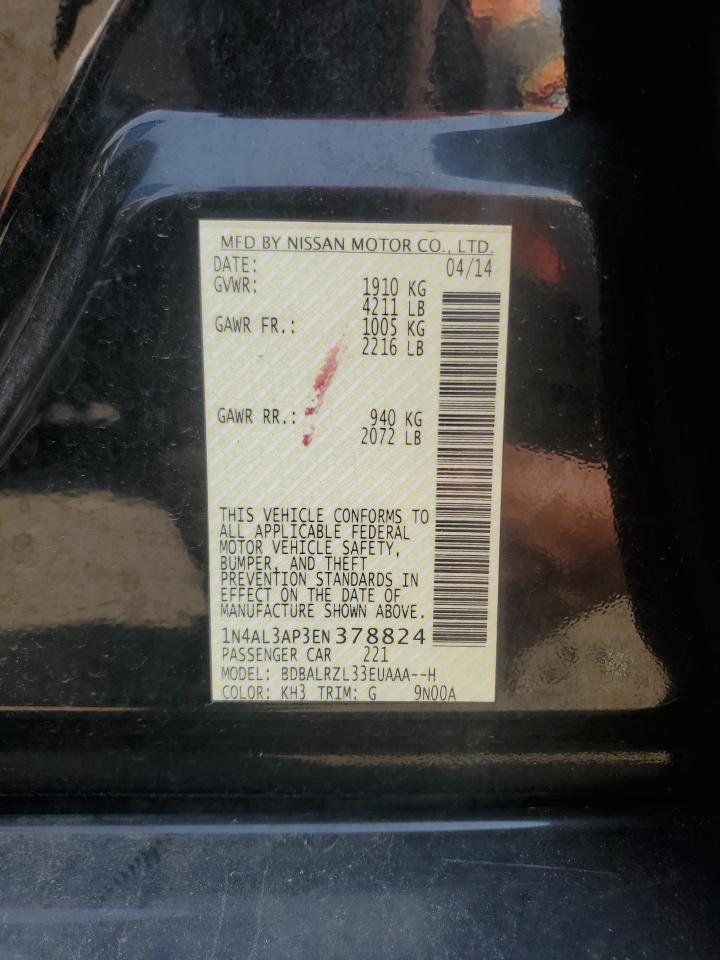 MFD BY NISSAN MOTOR CO., LTD.
DATE: 04/14
GVWR: 1910 KG
4211 LB
GAWR FR.: 1005 KG
2216 LB
GAWR RR.: 940 KG
2072 LB
THIS VEHICLE CONFORMS TO
ALL APPLICABLE FEDERAL
MOTOR VEHICLE SAFETY,
BUMPER, AND THEFT
PREVENTION STANDARDS IN
EFFECT ON THE DATE OF
MANUFACTURE SHOWN ABOVE.
1N4AL3AP3EN378824
PASSENGER CAR 221
MODEL: BDBALRZL33EUAAA--H
COLOR: KH3 TRIM: G 9N00A